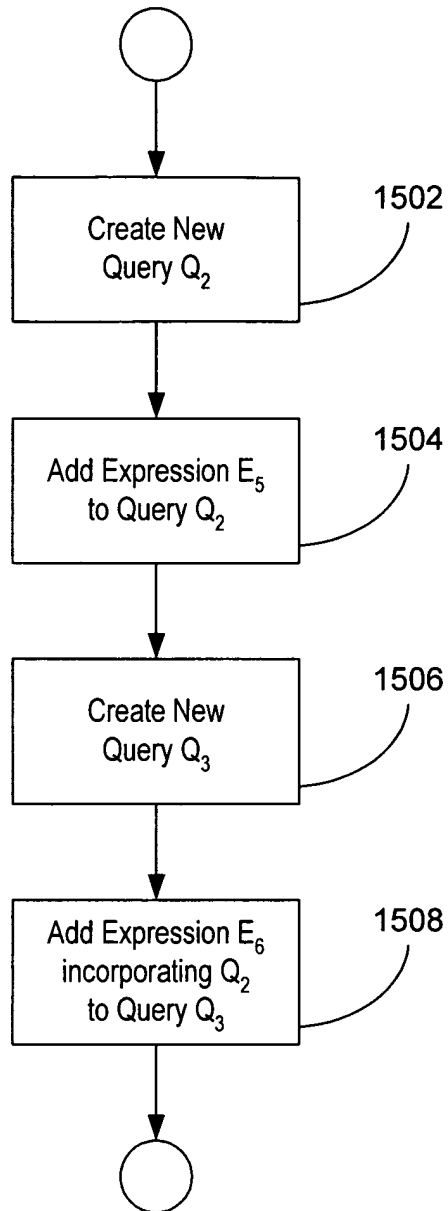 1502
Create New
Query Q₂
1504
Add Expression E₅
to Query Q₂
1506
Create New
Query Q₃
1508
Add Expression E₆
incorporating Q₂
to Query Q₃